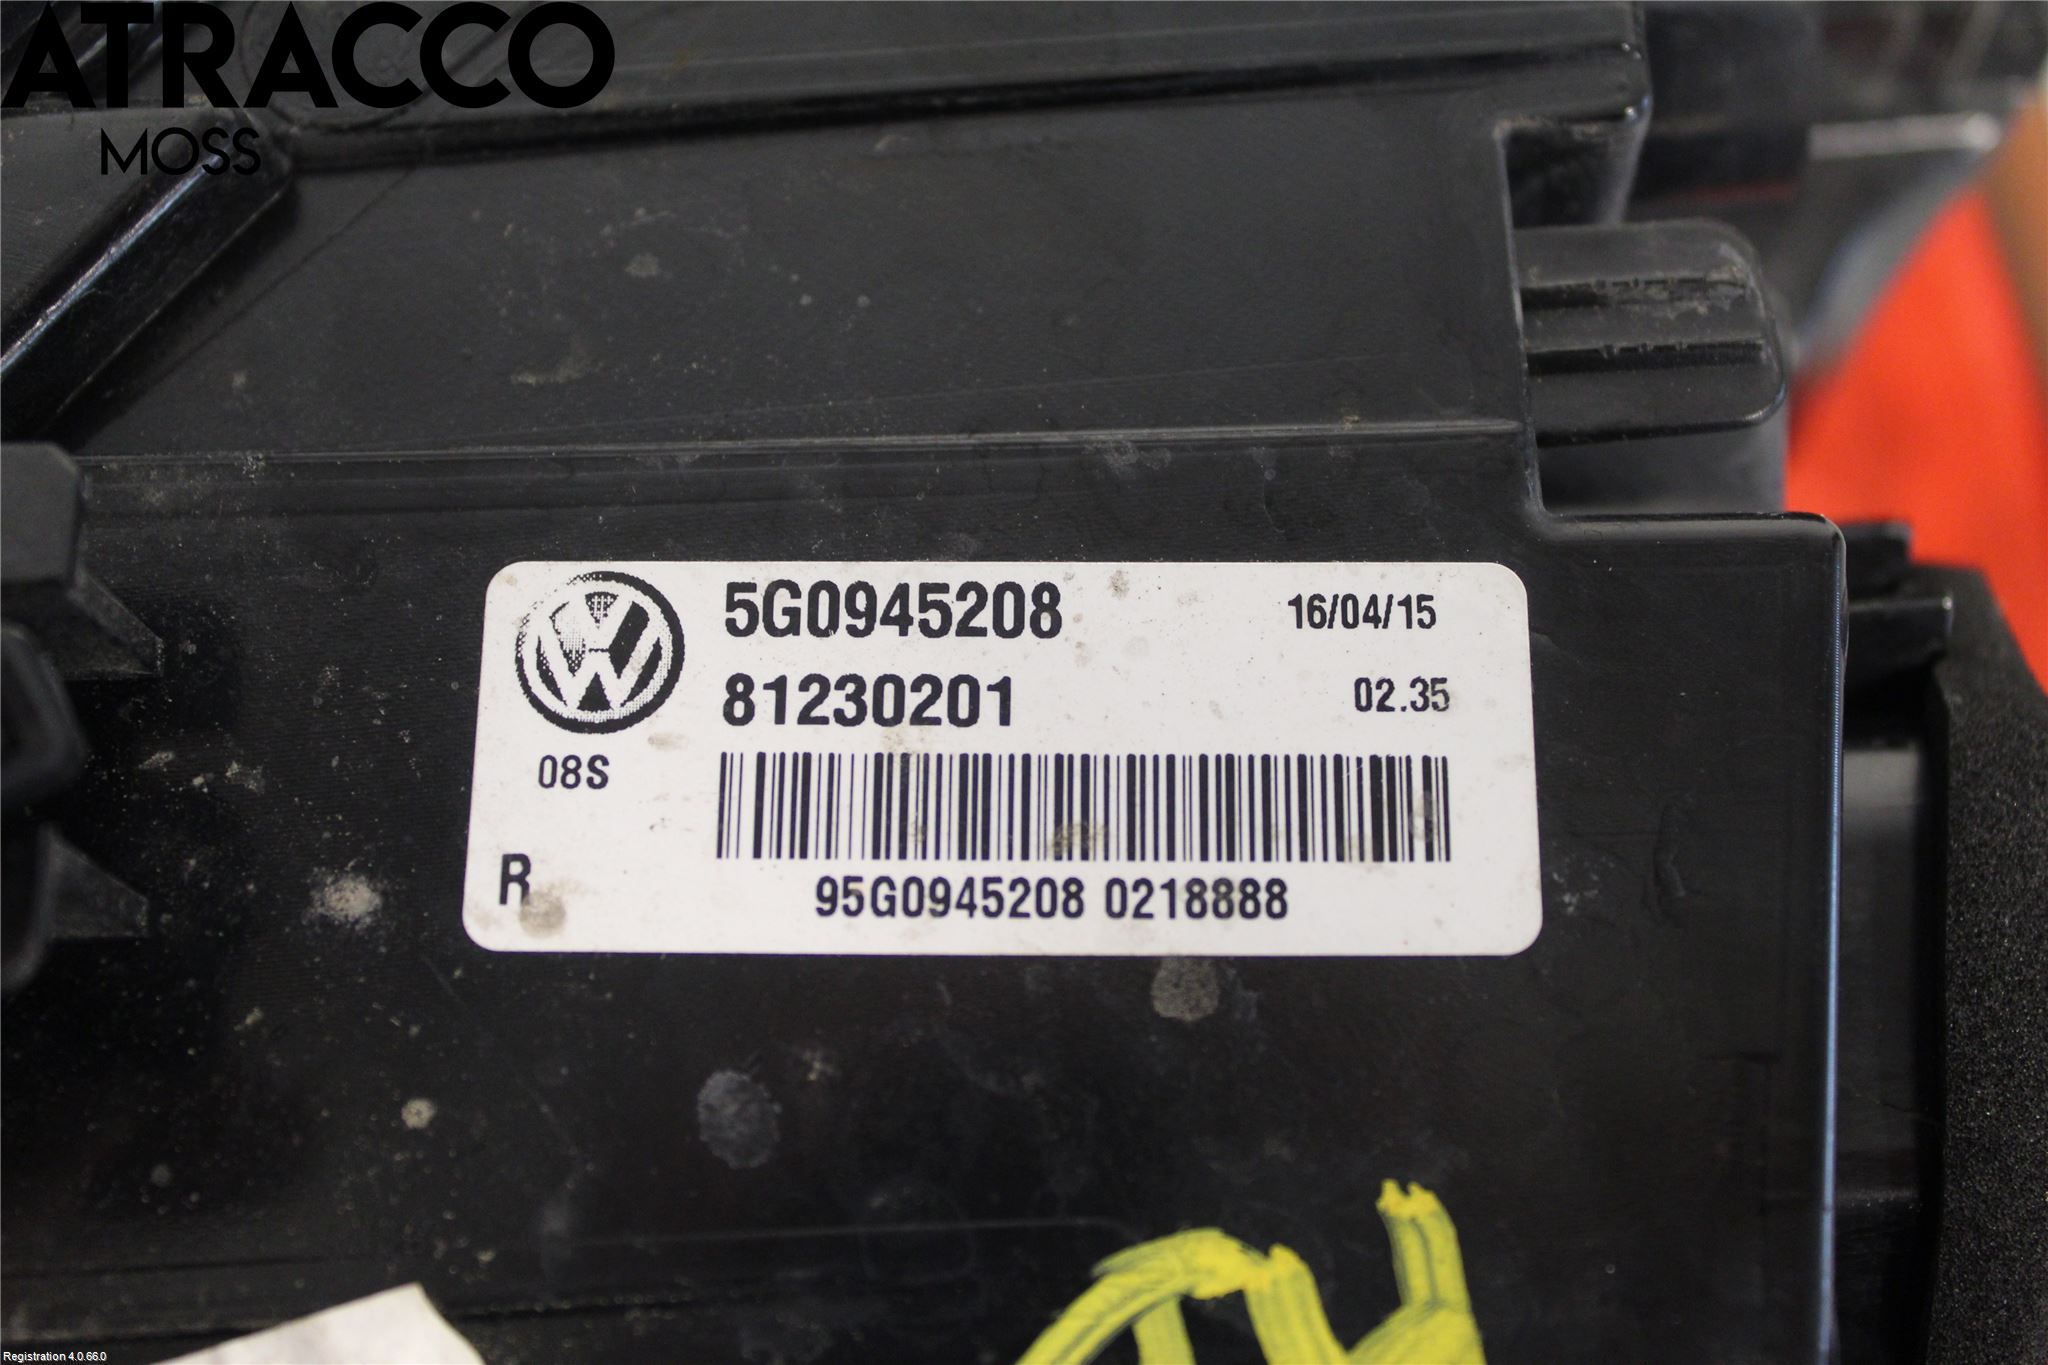 ATRACCO
MOSS
5G0945208
16/04/15
81230201
02.35
08S
R
95G0945208 0218888
Registration 4.0.66.0